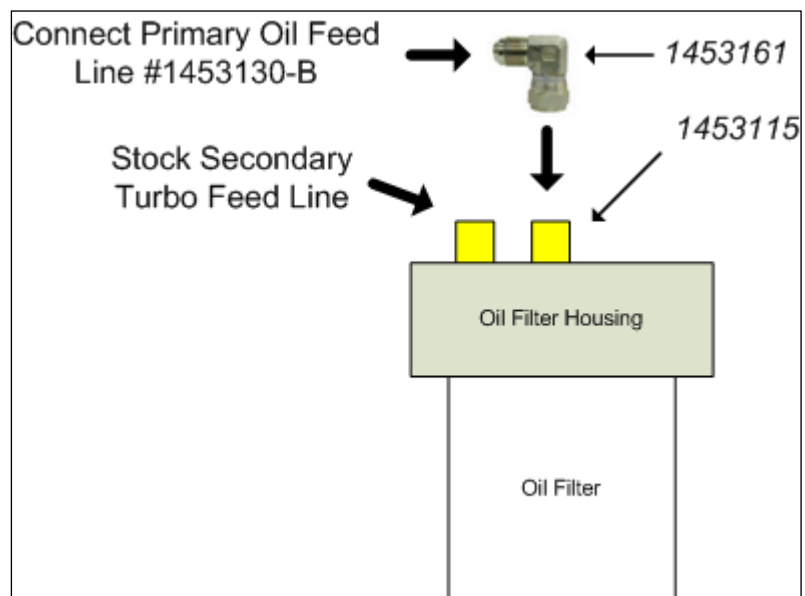 Connect Primary Oil Feed
Line #1453130-B
1453161
1453115
Stock Secondary
Turbo Feed Line
Oil Filter Housing
Oil Filter